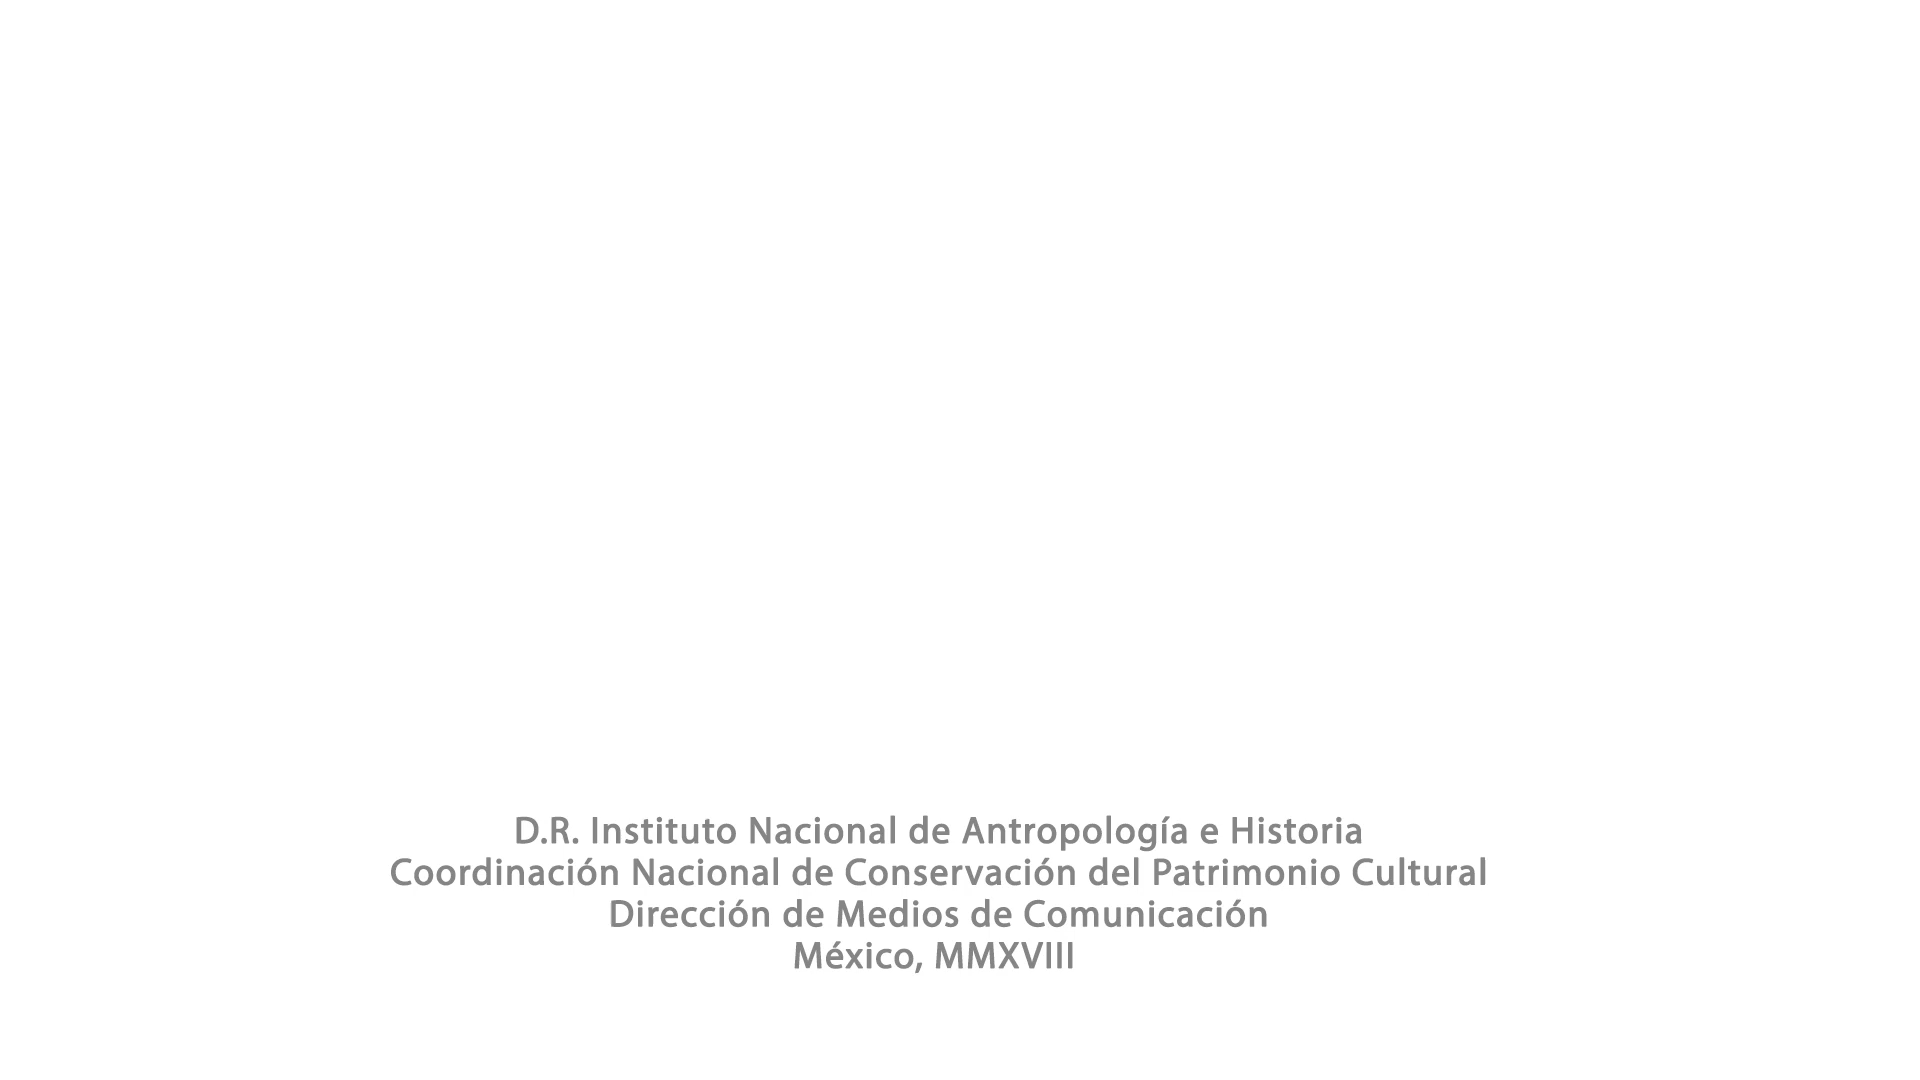 D.R. Instituto Nacional de Antropología e Historia
Coordinación Nacional de Conservación del Patrimonio Cultural
Dirección de Medios de Comunicación
México, MMXVIII